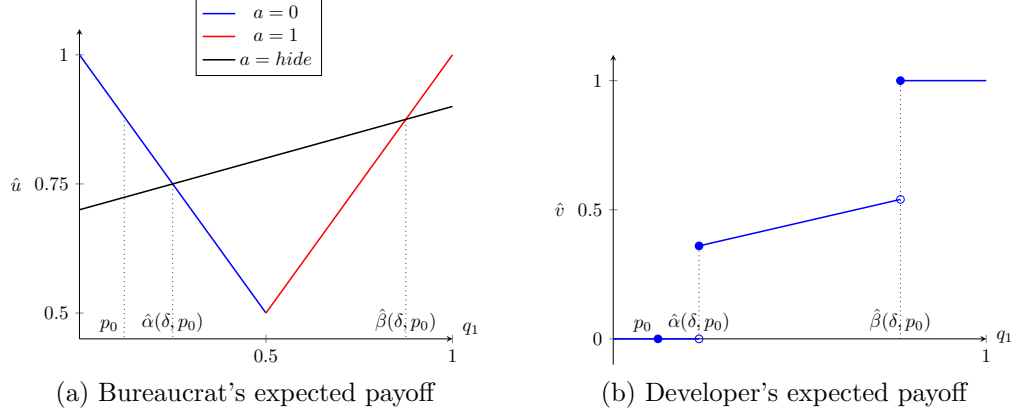 a = 0
a = 1
a = hide
1
0.75
0.5
û
p₀
α̂(δ, p₀)
β̂(δ, p₀)
q₁
0.5
1
(a) Bureaucrat's expected payoff
1
0.5
0
v̂
p₀
α̂(δ, p₀)
β̂(δ, p₀)
q₁
1
(b) Developer's expected payoff